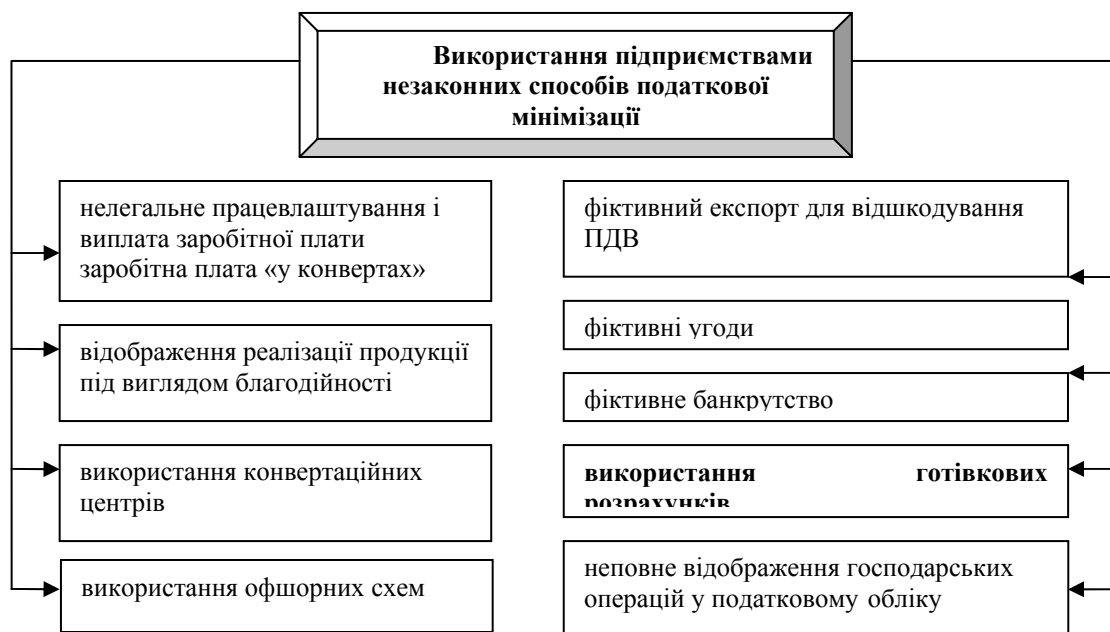 Використання підприємствами
незаконних способів податкової
мінімізації
нелегальне працевлаштування і
виплата заробітної плати
заробітна плата «у конвертах»
відображення реалізації продукції
під виглядом благодійності
використання конвертаційних
центрів
використання офшорних схем
фіктивний експорт для відшкодування
ПДВ
фіктивні угоди
фіктивне банкрутство
використання готівкових
розрахунків
неповне відображення господарських
операцій у податковому обліку